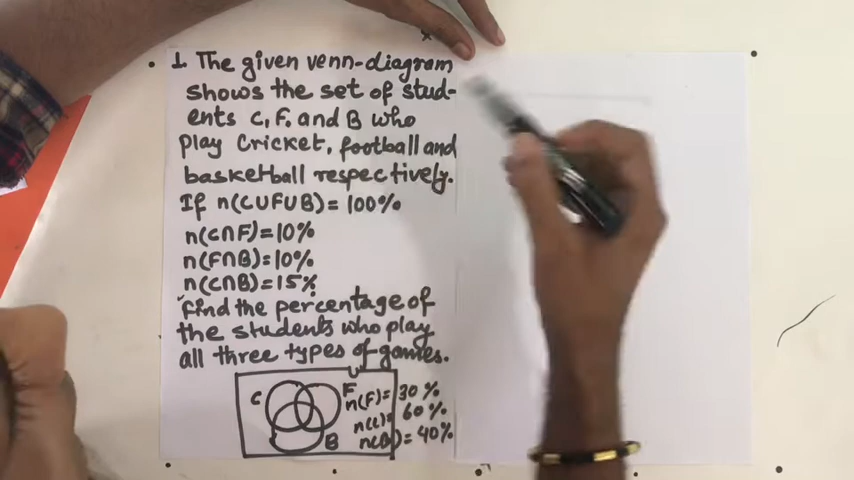 1. The given venn-diagram
shows the set of stud-
ents C, F, and B who
play Cricket, football and
basketball respectively.
If n(C∪F∪B) = 100%
n(C∩F)=10%
n(F∩B)=10%
n(C∩B)=15%
find the percentage of
the students who play
all three types of games.
U
C
F
n(F)= 30%
n(C)= 60%
B n(B)= 40%